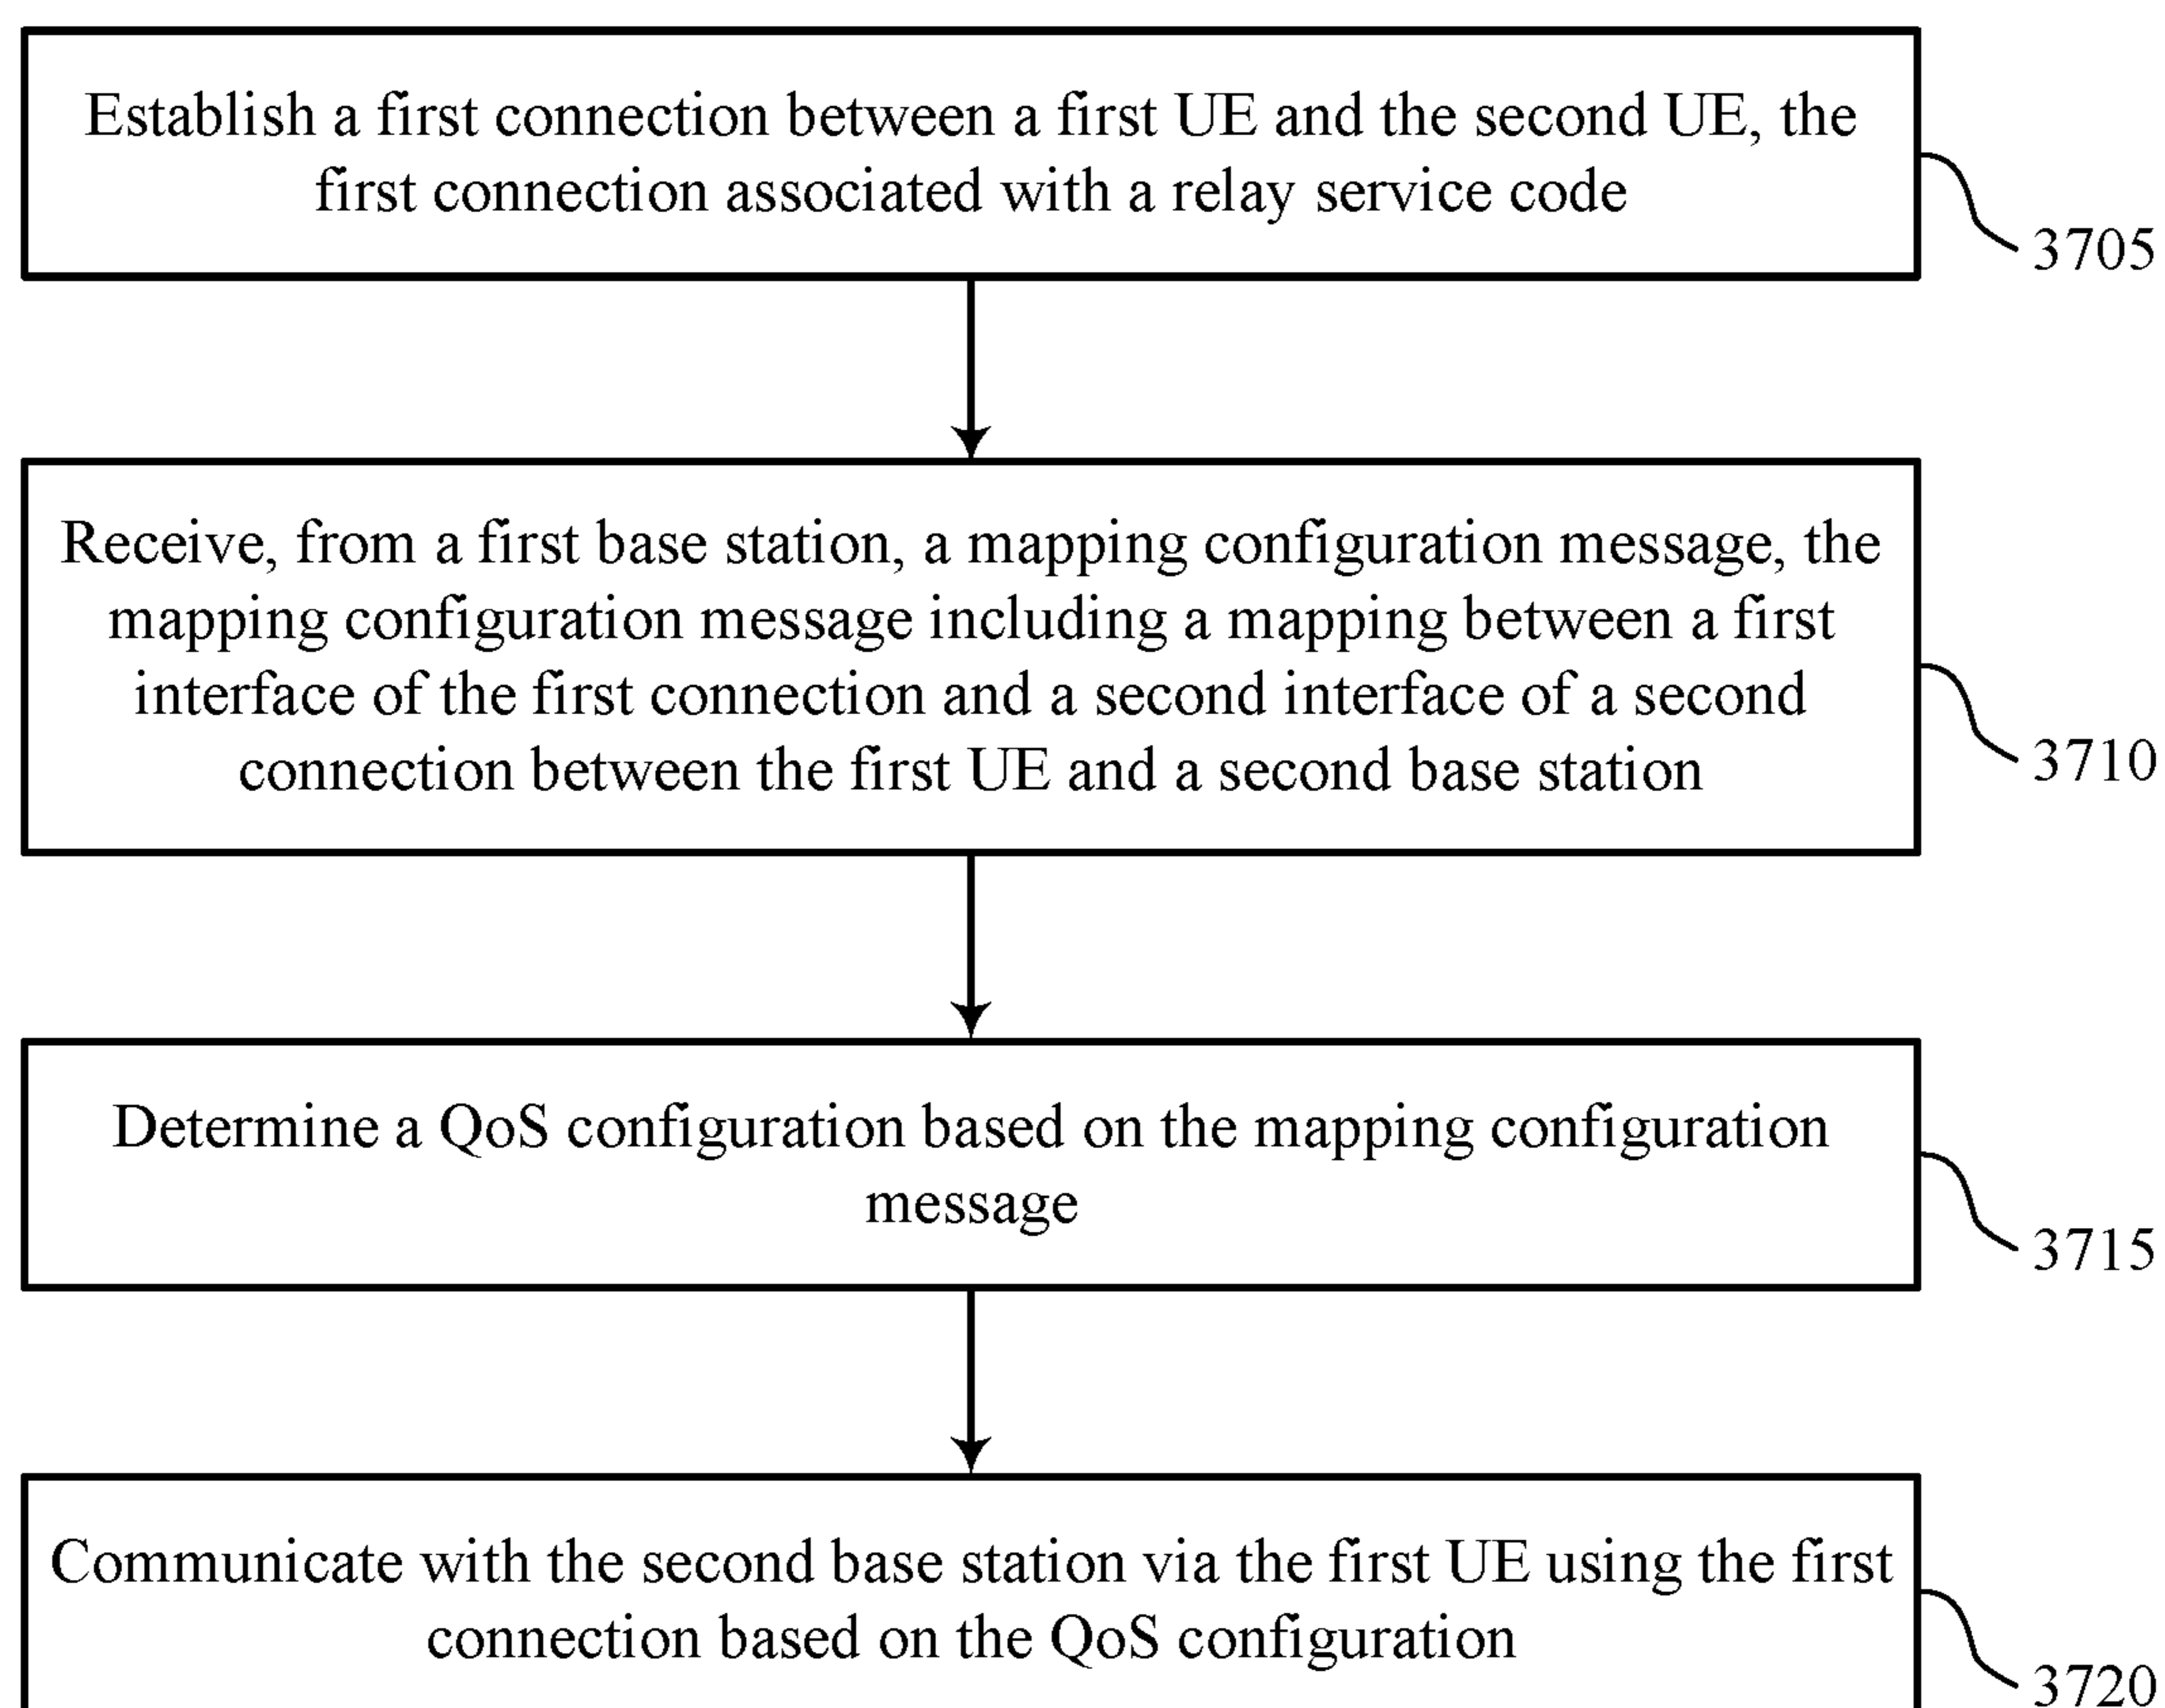 Establish a first connection between a first UE and the second UE, the
first connection associated with a relay service code
3705
Receive, from a first base station, a mapping configuration message, the
mapping configuration message including a mapping between a first
interface of the first connection and a second interface of a second
connection between the first UE and a second base station
3710
Determine a QoS configuration based on the mapping configuration
message
3715
Communicate with the second base station via the first UE using the first
connection based on the QoS configuration
3720